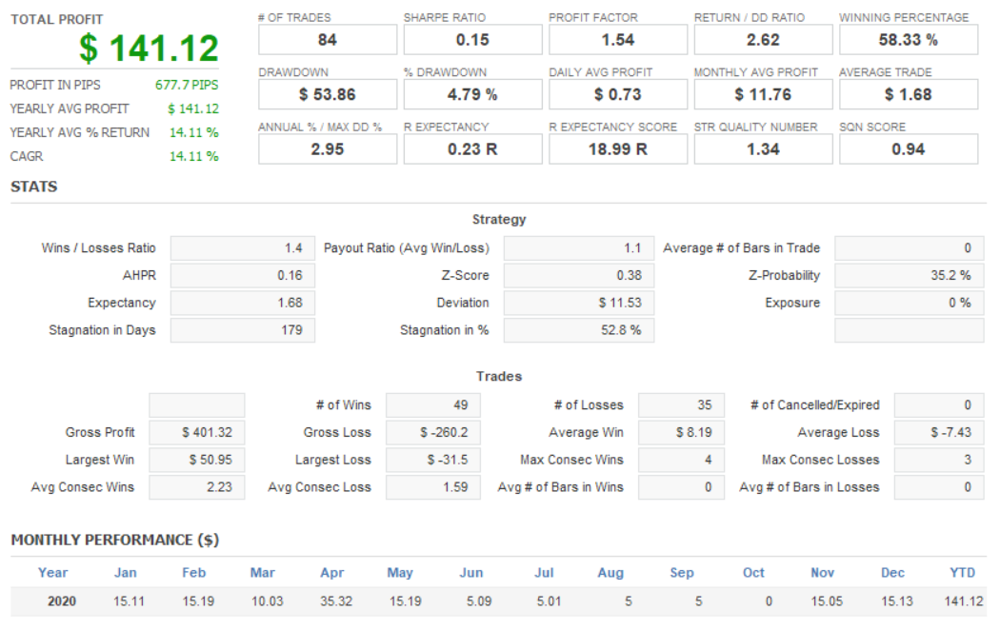 TOTAL PROFIT
$ 141.12
PROFIT IN PIPS 677.7 PIPS
YEARLY AVG PROFIT $ 141.12
YEARLY AVG % RETURN 14.11 %
CAGR 14.11 %
# OF TRADES SHARPE RATIO PROFIT FACTOR RETURN / DD RATIO WINNING PERCENTAGE
84 0.15 1.54 2.62 58.33 %
DRAWDOWN % DRAWDOWN DAILY AVG PROFIT MONTHLY AVG PROFIT AVERAGE TRADE
$ 53.86 4.79 % $ 0.73 $ 11.76 $ 1.68
ANNUAL % / MAX DD % R EXPECTANCY R EXPECTANCY SCORE STR QUALITY NUMBER SQN SCORE
2.95 0.23 R 18.99 R 1.34 0.94
STATS
Strategy
Wins / Losses Ratio 1.4 Payout Ratio (Avg Win/Loss) 1.1 Average # of Bars in Trade 0
AHPR 0.16 Z-Score 0.38 Z-Probability 35.2 %
Expectancy 1.68 Deviation $ 11.53 Exposure 0 %
Stagnation in Days 179 Stagnation in % 52.8 %
Trades
# of Wins 49 # of Losses 35 # of Cancelled/Expired 0
Gross Profit $ 401.32 Gross Loss $ -260.2 Average Win $ 8.19 Average Loss $ -7.43
Largest Win $ 50.95 Largest Loss $ -31.5 Max Consec Wins 4 Max Consec Losses 3
Avg Consec Wins 2.23 Avg Consec Loss 1.59 Avg # of Bars in Wins 0 Avg # of Bars in Losses 0
MONTHLY PERFORMANCE ($)
Year Jan Feb Mar Apr May Jun Jul Aug Sep Oct Nov Dec YTD
2020 15.11 15.19 10.03 35.32 15.19 5.09 5.01 5 5 0 15.05 15.13 141.12